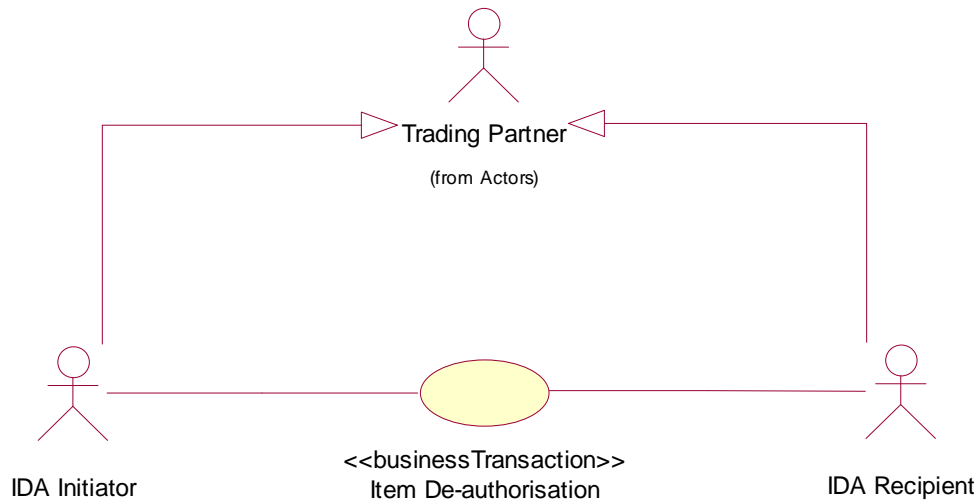 Trading Partner
(from Actors)
IDA Initiator
<<businessTransaction>>
Item De-authorisation
IDA Recipient